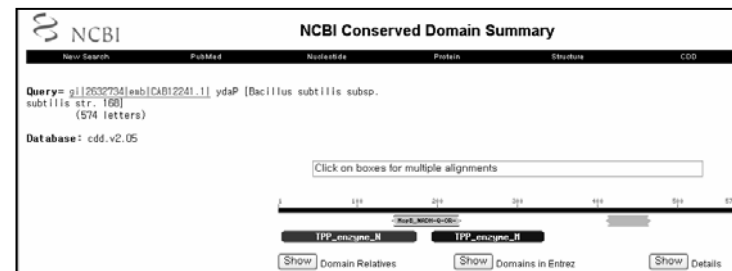 NCBI
NCBI Conserved Domain Summary
New Search PubMed Nucleotide Protein Structure CDD
Query= gi|2632734|emb|CAB12241.1| ydaP [Bacillus subtilis subsp.
subtilis str. 168]
(574 letters)
Database: cdd.v2.05
Click on boxes for multiple alignments
1 100 200 300 400 500
TPP_enzyme_N TPP_enzyme_M
Show Domain Relatives Show Domains in Entrez Show Details